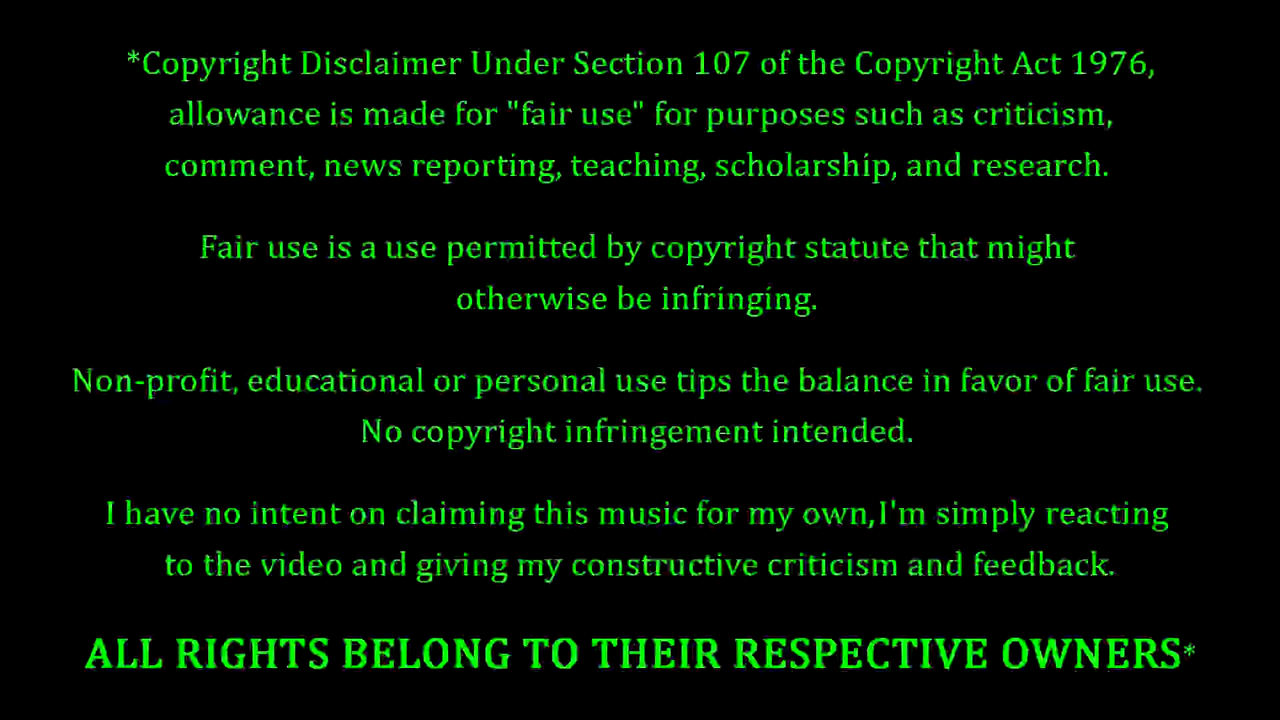 *Copyright Disclaimer Under Section 107 of the Copyright Act 1976,
allowance is made for "fair use" for purposes such as criticism,
comment, news reporting, teaching, scholarship, and research.
Fair use is a use permitted by copyright statute that might
otherwise be infringing.
Non-profit, educational or personal use tips the balance in favor of fair use.
No copyright infringement intended.
I have no intent on claiming this music for my own,I'm simply reacting
to the video and giving my constructive criticism and feedback.
ALL RIGHTS BELONG TO THEIR RESPECTIVE OWNERS*